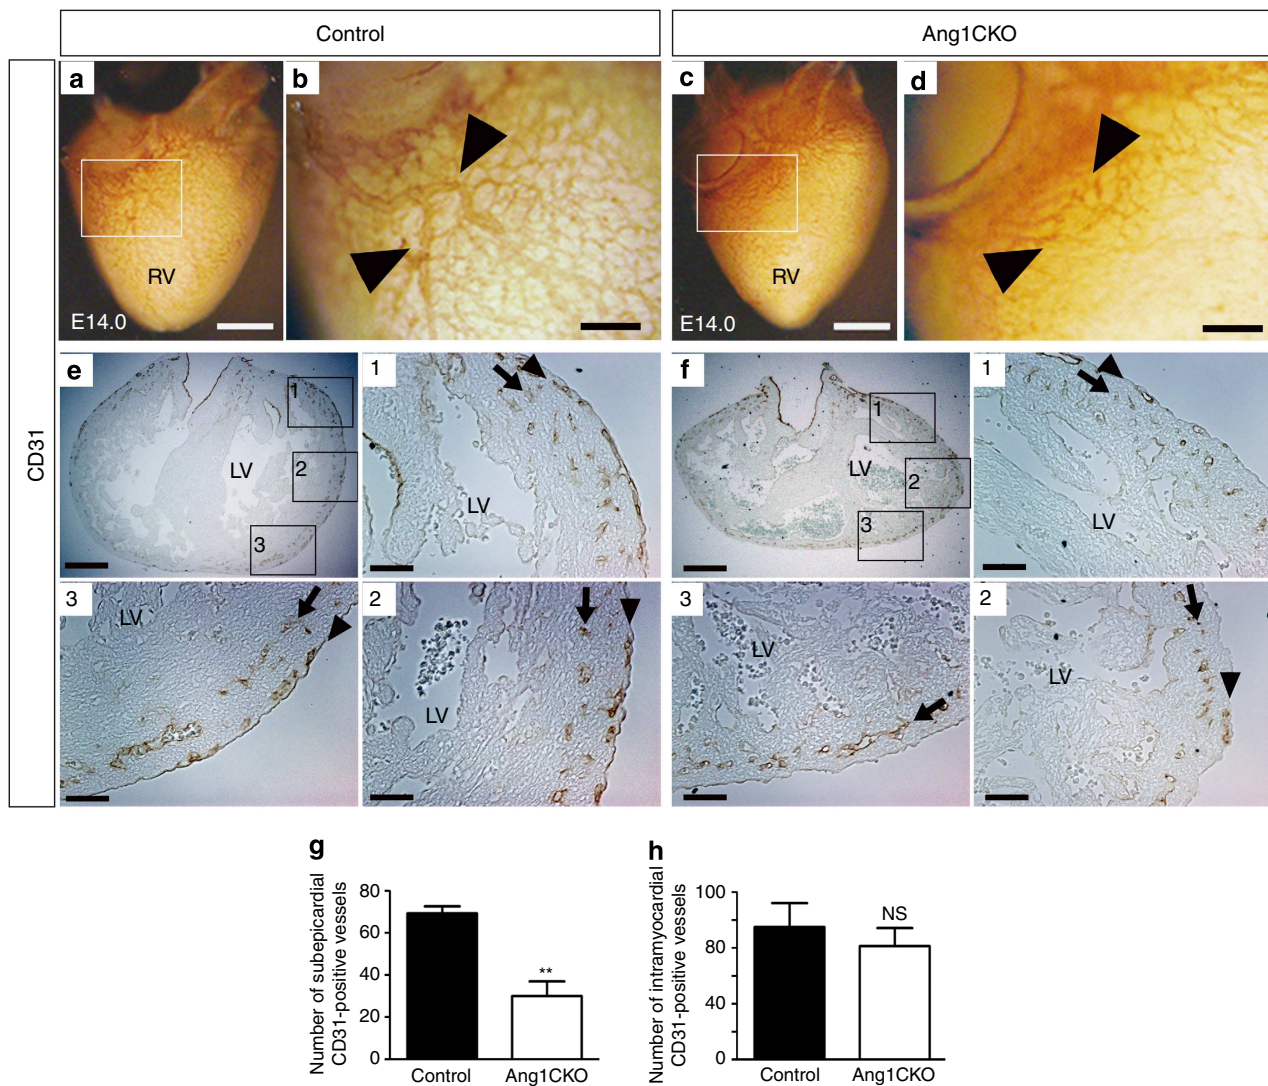 Control
Ang1CKO
CD31
a
RV
E14.0
b
c
RV
E14.0
d
e
1
2
3
LV
1
LV
f
1
2
3
LV
1
LV
3
LV
2
LV
3
LV
2
LV
g
Number of subepicardial
CD31-positive vessels
80
60
40
20
0
**
Control
Ang1CKO
h
Number of intramyocardial
CD31-positive vessels
100
80
40
0
NS
Control
Ang1CKO